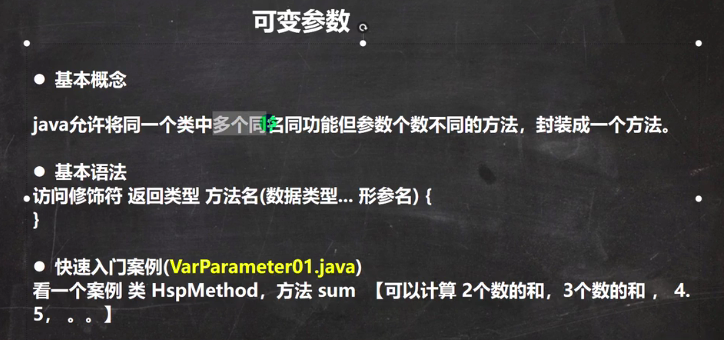 可变参数
● 基本概念
java允许将同一个类中多个同名同功能但参数个数不同的方法，封装成一个方法。
● 基本语法
访问修饰符 返回类型 方法名(数据类型... 形参名) {
}
● 快速入门案例(VarParameter01.java)
看一个案例 类 HspMethod，方法 sum 【可以计算 2个数的和，3个数的和 ， 4.
5， 。。】